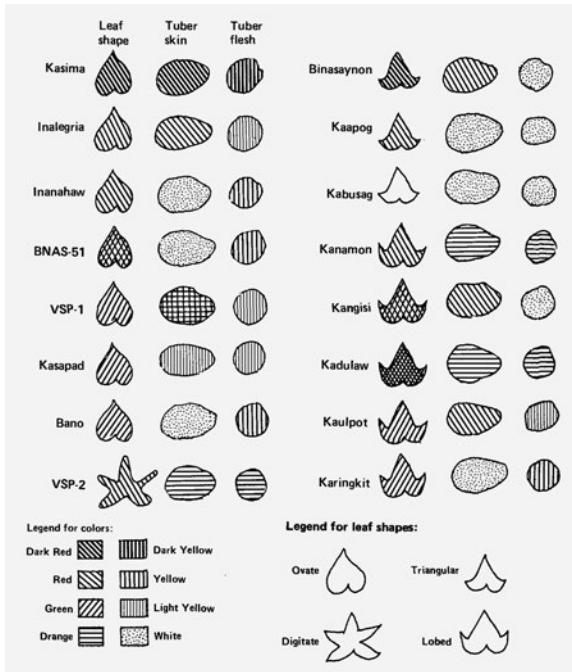 Leaf shape
Tuber skin
Tuber flesh
Kasima
Inalegria
Inanahaw
BNAS-51
VSP-1
Kasapad
Bano
VSP-2
Binasaynon
Kaapog
Kabusag
Kanamon
Kangisi
Kadulaw
Kaulpot
Karingkit
Legend for colors:
Dark Red
Dark Yellow
Red
Yellow
Green
Light Yellow
Drange
White
Legend for leaf shapes:
Ovate
Triangular
Digitate
Lobed